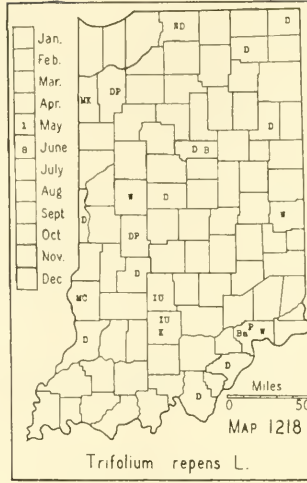 Jan.
Feb.
Mar.
Apr.
1 May
8 June
July
Aug
Sept
Oct
Nov.
Dec
ND D
D
MK DP
D
D B
W D
D W
DP
D
MC IU
IU
D K Ba P W
D
D
Miles
0 50
MAP 1218
Trifolium repens L.